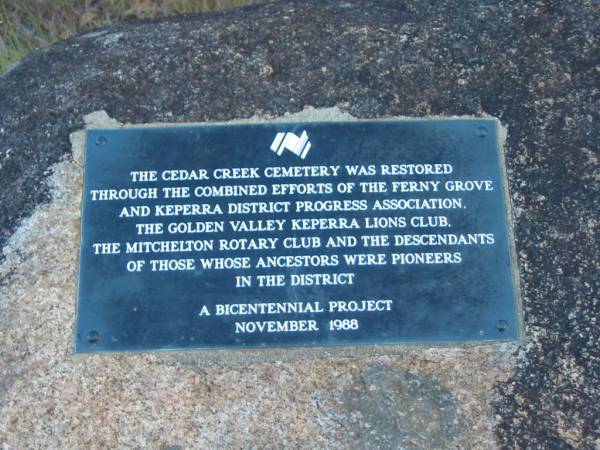 THE CEDAR CREEK CEMETERY WAS RESTORED
THROUGH THE COMBINED EFFORTS OF THE FERNY GROVE
AND KEPERRA DISTRICT PROGRESS ASSOCIATION,
THE GOLDEN VALLEY KEPERRA LIONS CLUB,
THE MITCHELTON ROTARY CLUB AND THE DESCENDANTS
OF THOSE WHOSE ANCESTORS WERE PIONEERS
IN THE DISTRICT
A BICENTENNIAL PROJECT
NOVEMBER 1988